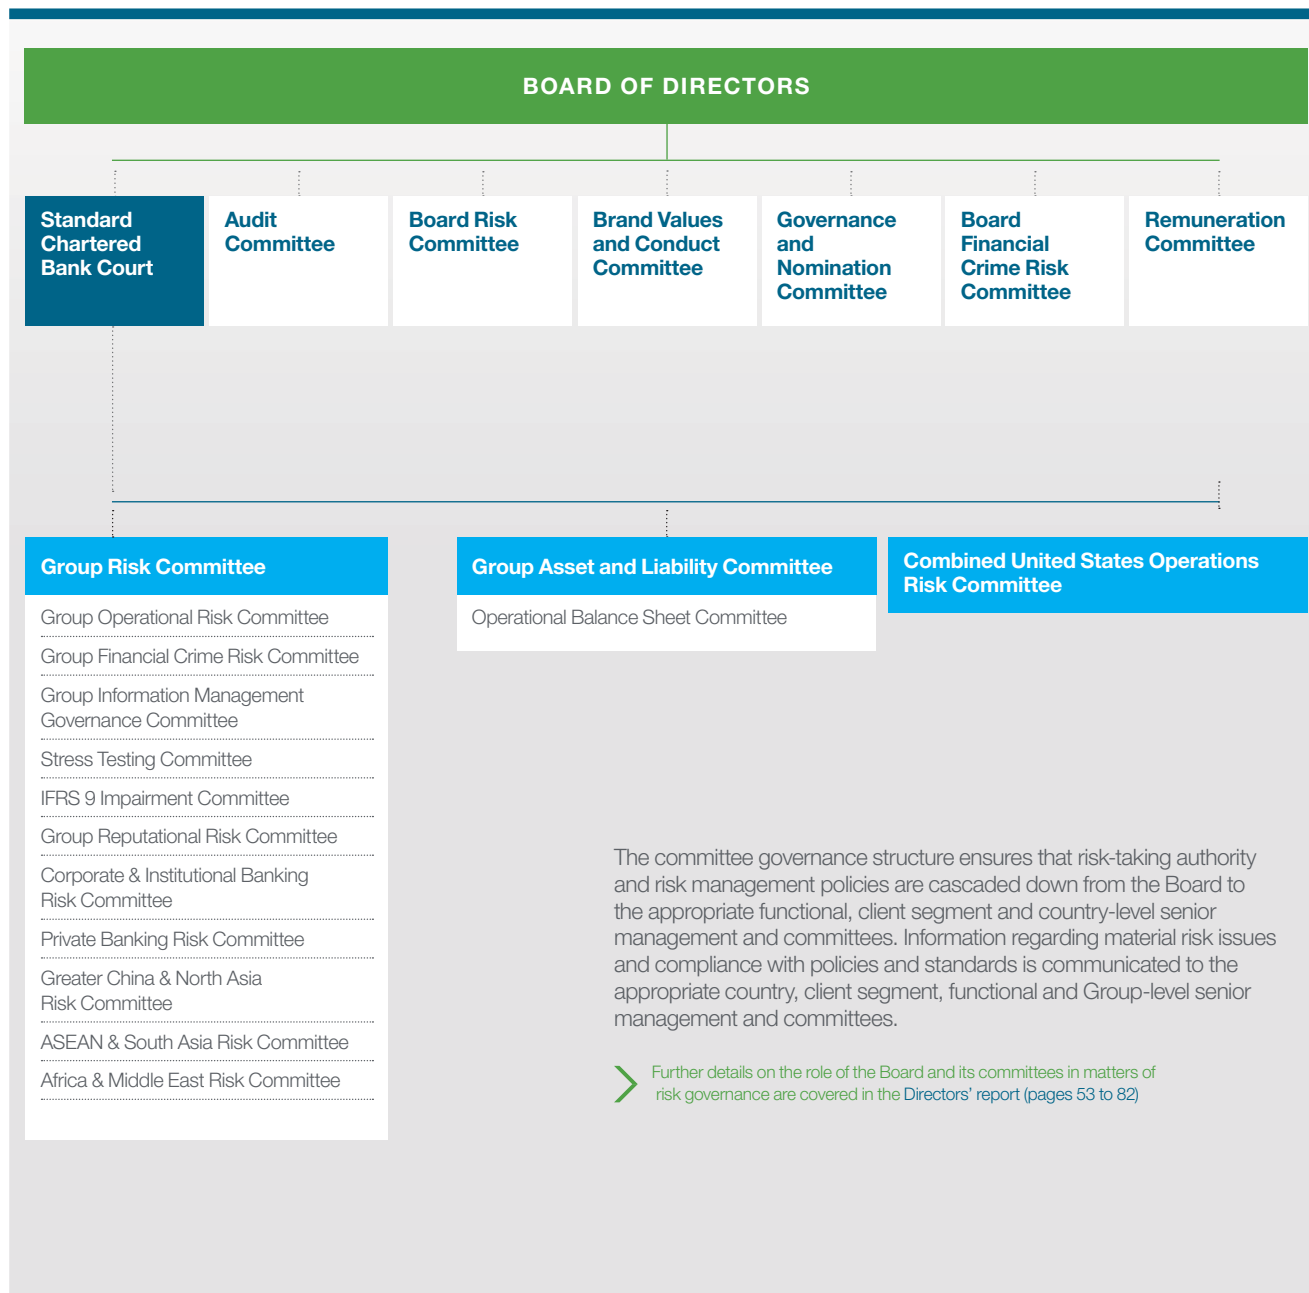 BOARD OF DIRECTORS
Standard
Chartered
Bank Court
Audit
Committee
Board Risk
Committee
Brand Values
and Conduct
Committee
Governance
and
Nomination
Committee
Board
Financial
Crime Risk
Committee
Remuneration
Committee
Group Risk Committee
Group Operational Risk Committee
Group Financial Crime Risk Committee
Group Information Management
Governance Committee
Stress Testing Committee
IFRS 9 Impairment Committee
Group Reputational Risk Committee
Corporate & Institutional Banking
Risk Committee
Private Banking Risk Committee
Greater China & North Asia
Risk Committee
ASEAN & South Asia Risk Committee
Africa & Middle East Risk Committee
Group Asset and Liability Committee
Operational Balance Sheet Committee
Combined United States Operations
Risk Committee
The committee governance structure ensures that risk-taking authority
and risk management policies are cascaded down from the Board to
the appropriate functional, client segment and country-level senior
management and committees. Information regarding material risk issues
and compliance with policies and standards is communicated to the
appropriate country, client segment, functional and Group-level senior
management and committees.
Further details on the role of the Board and its committees in matters of
risk governance are covered in the Directors' report (pages 53 to 82)